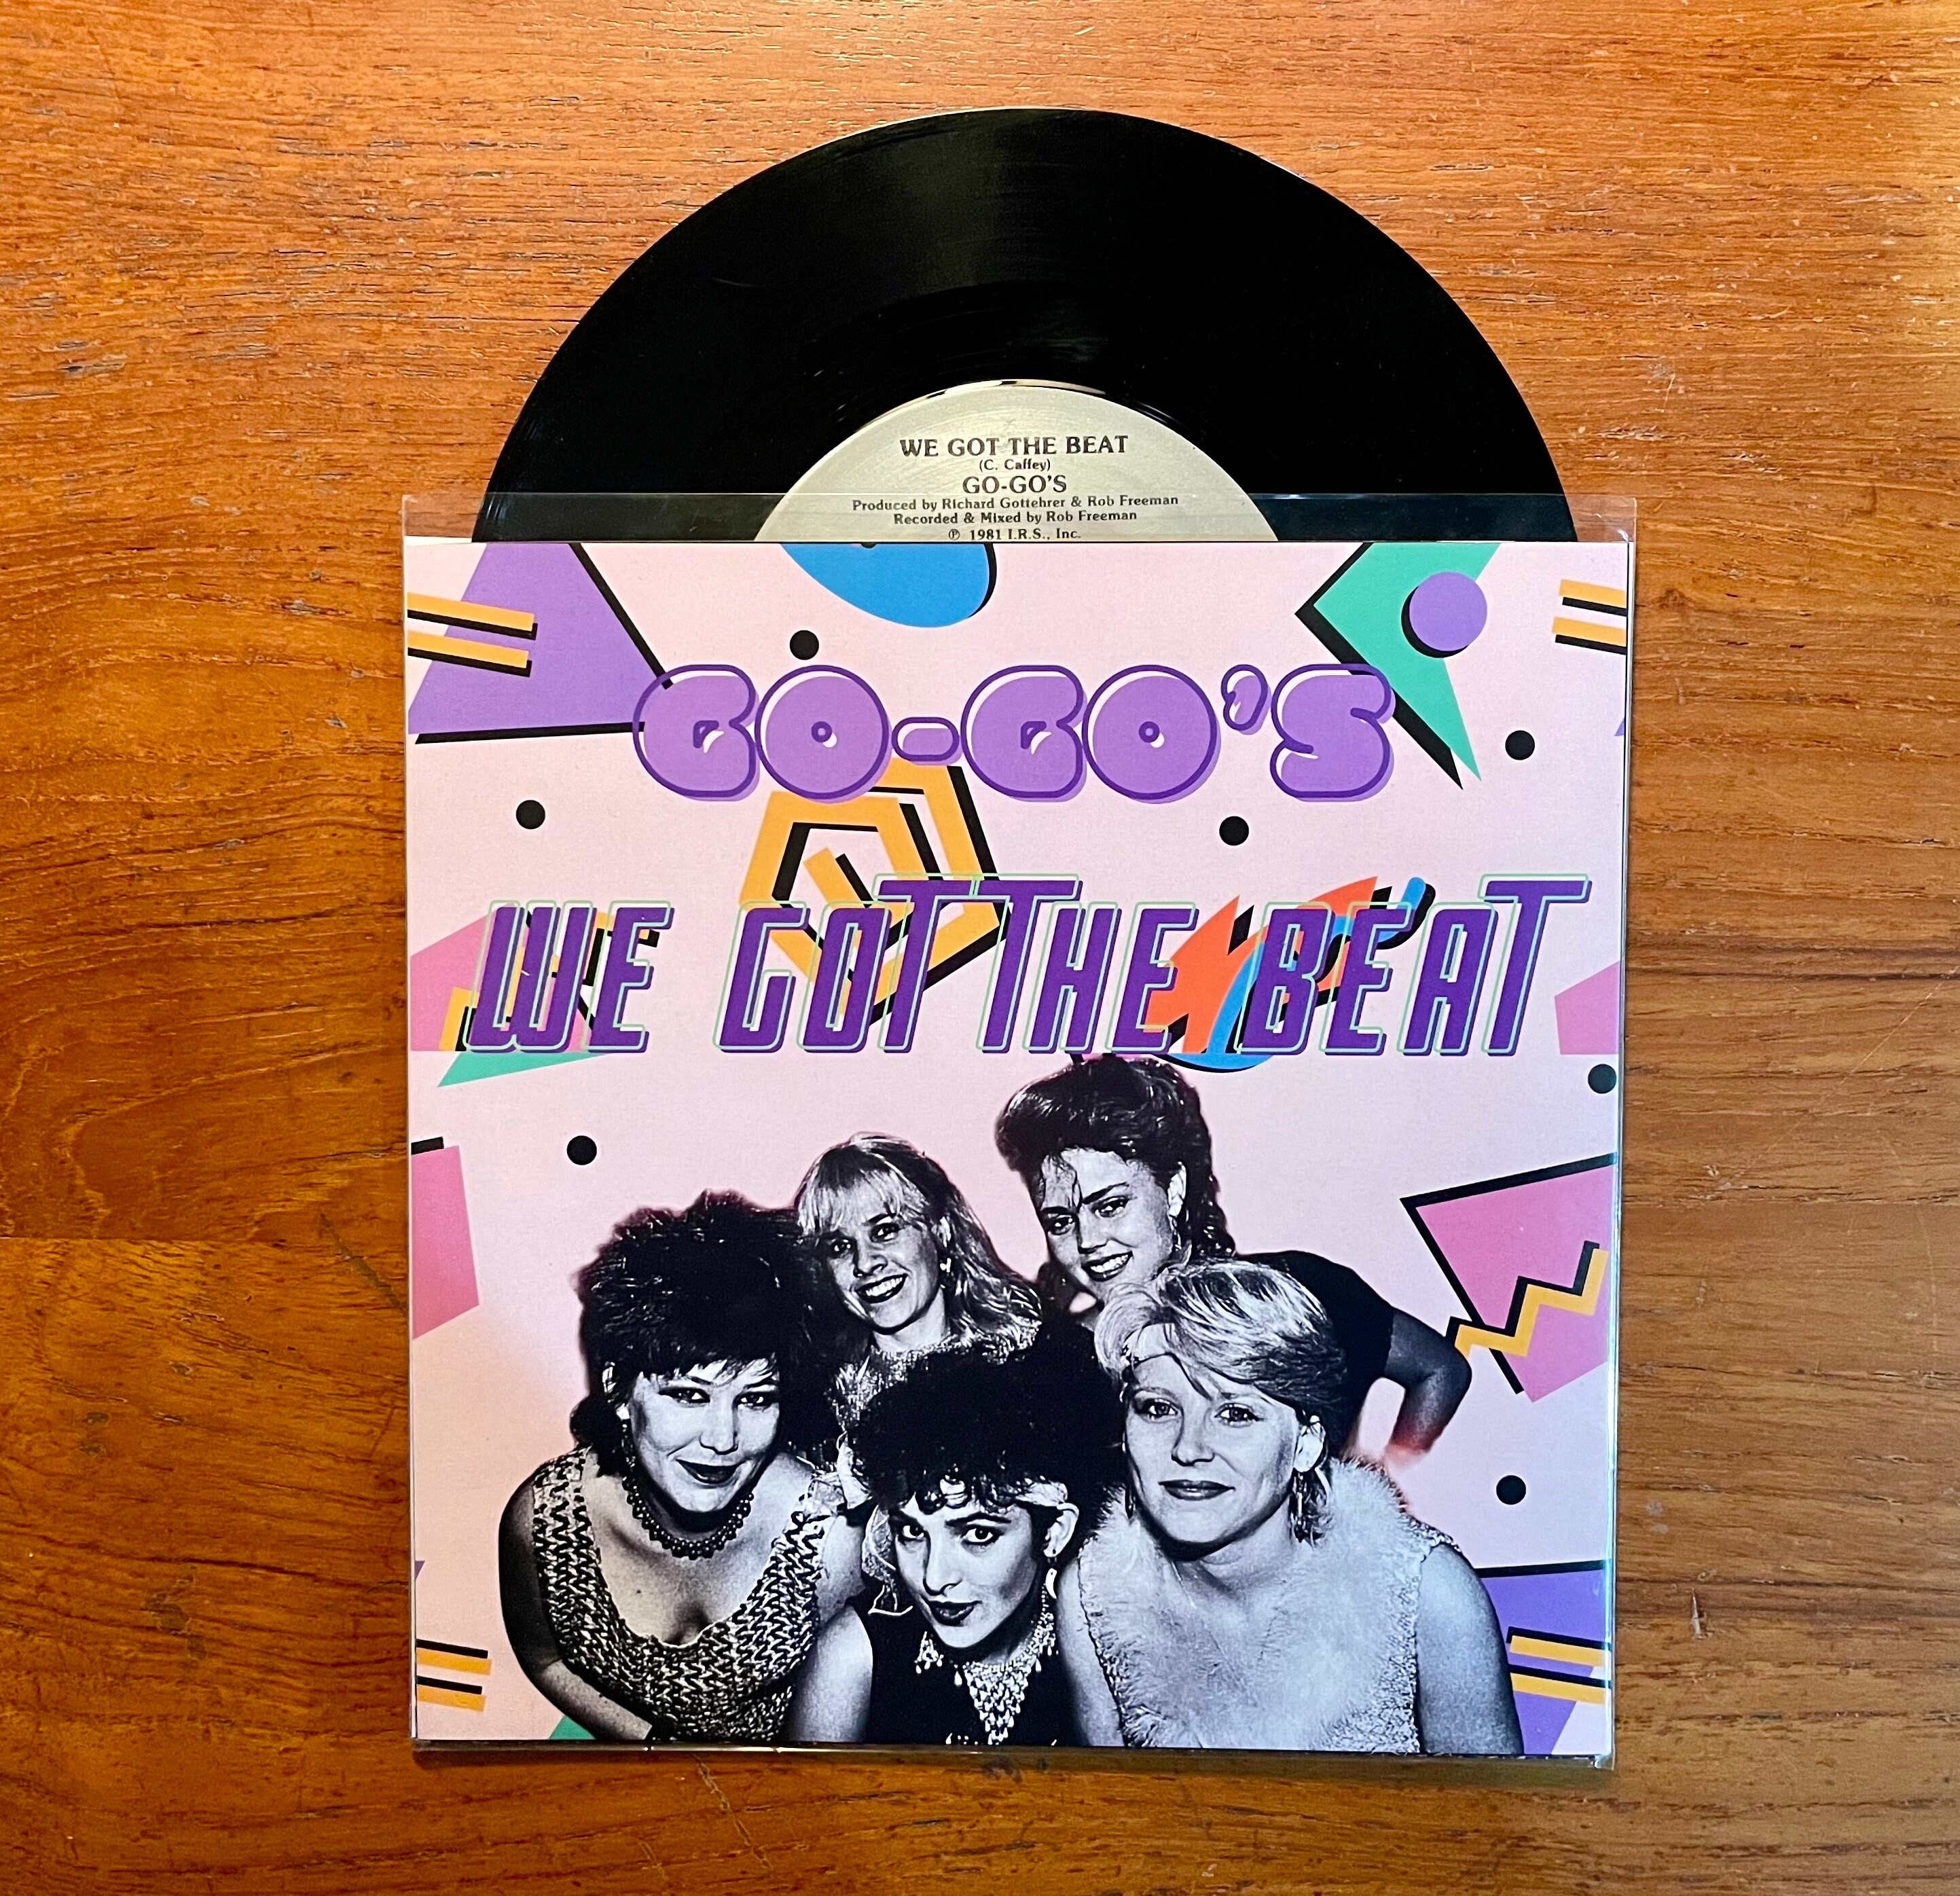 WE GOT THE BEAT
(C. Caffey)
GO-GO'S
Produced by Richard Gottehrer & Rob Freeman
Recorded & Mixed by Rob Freeman
℗ 1981 I.R.S., Inc.
GO-GO'S
WE GOT THE BEAT